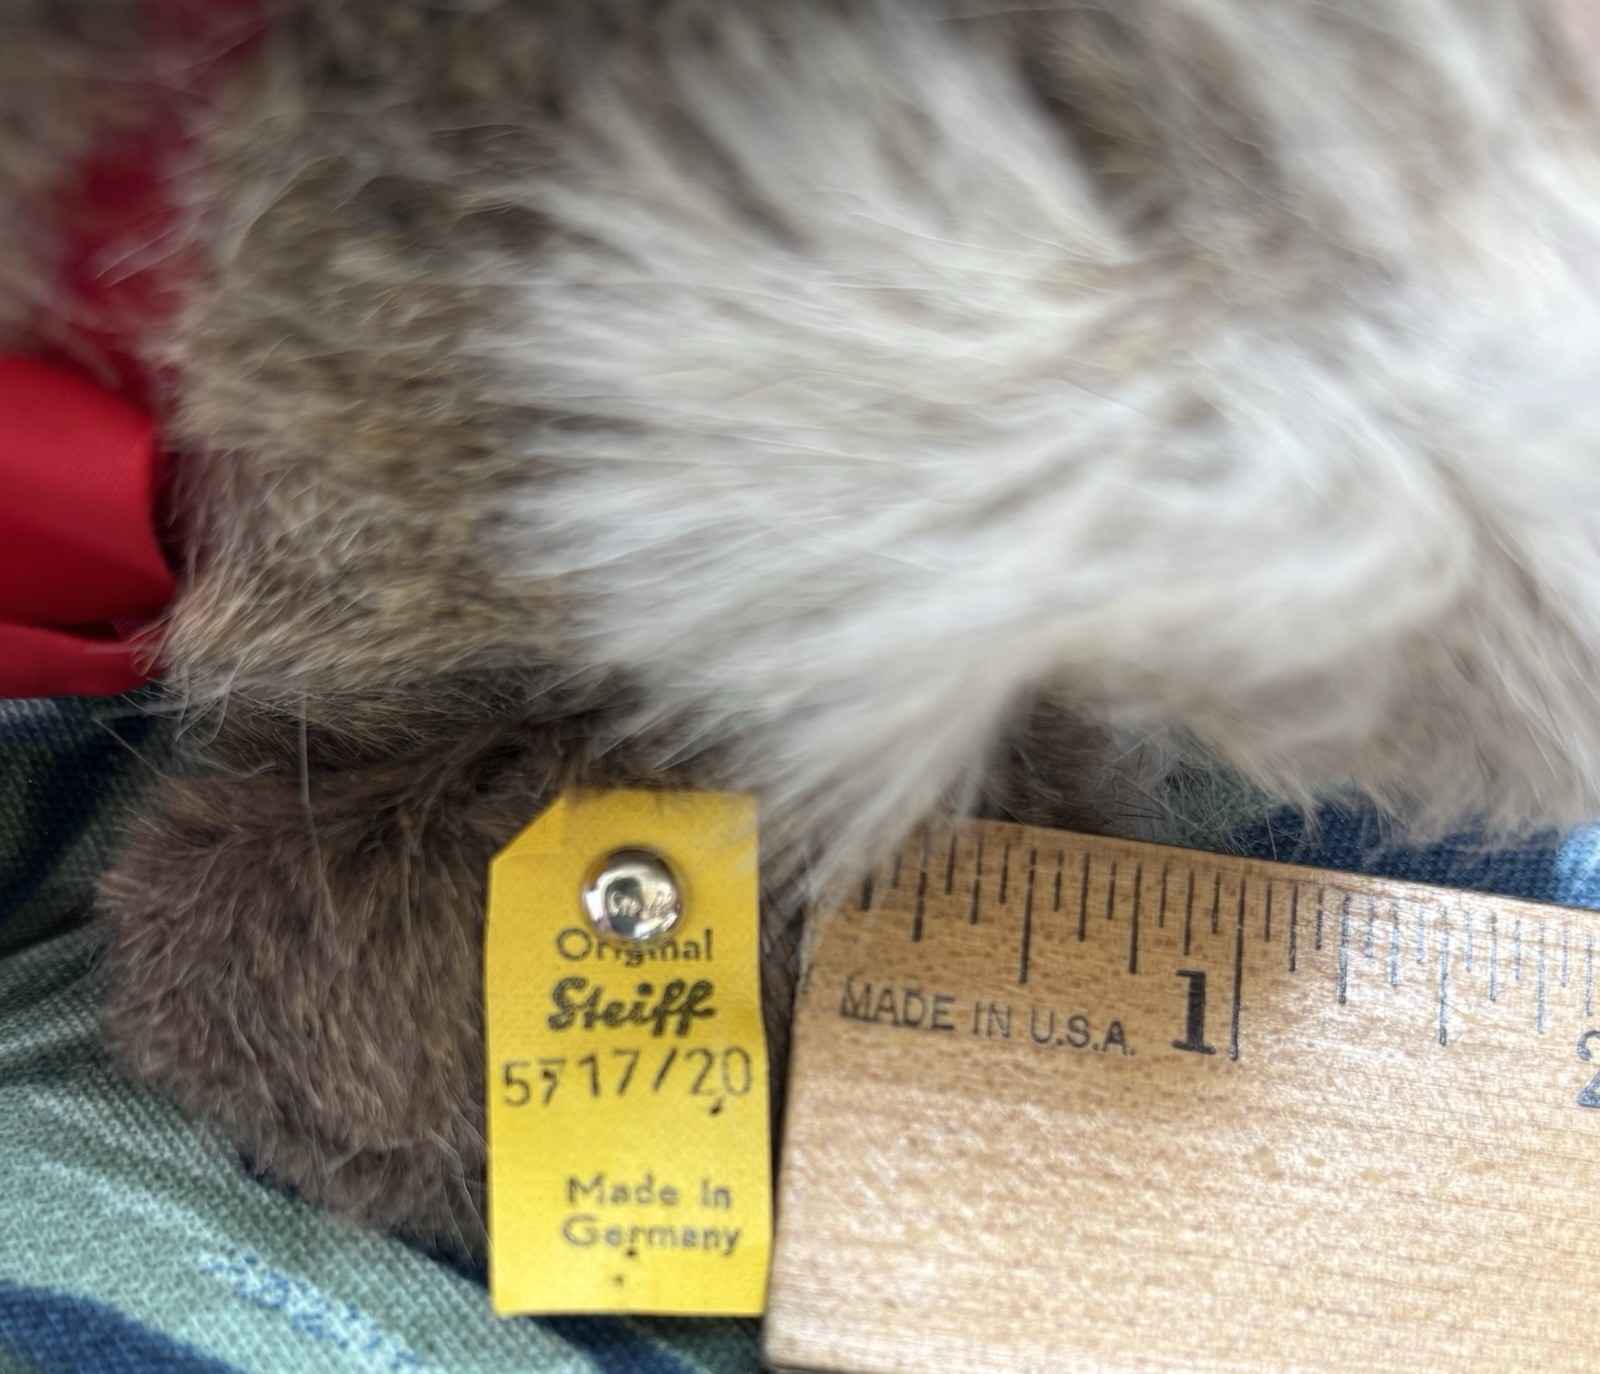 Original
Steiff
5717/20
Made in
Germany
MADE IN U.S.A.
1
2